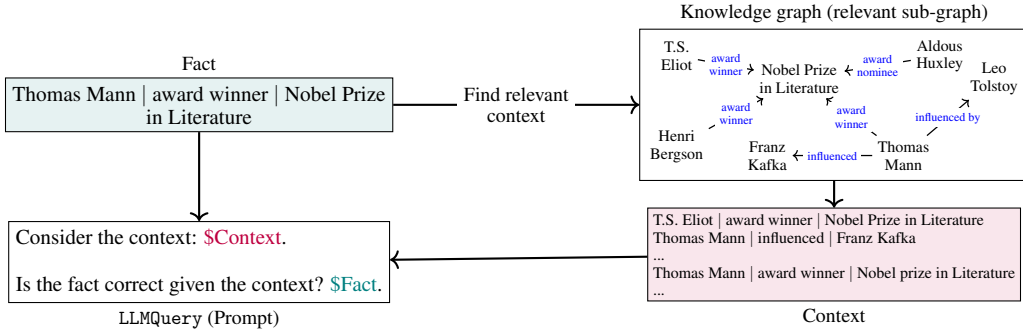 Knowledge graph (relevant sub-graph)
Fact
Thomas Mann | award winner | Nobel Prize
in Literature
Find relevant
context
T.S.
Eliot
award
winner
Nobel Prize
in Literature
award
nominee
Aldous
Huxley
Leo
Tolstoy
award
winner
award
winner
influenced by
Henri
Bergson
Franz
Kafka
influenced
Thomas
Mann
Consider the context: $Context.
Is the fact correct given the context? $Fact.
LLMQuery (Prompt)
T.S. Eliot | award winner | Nobel Prize in Literature
Thomas Mann | influenced | Franz Kafka
...
Thomas Mann | award winner | Nobel prize in Literature
...
Context